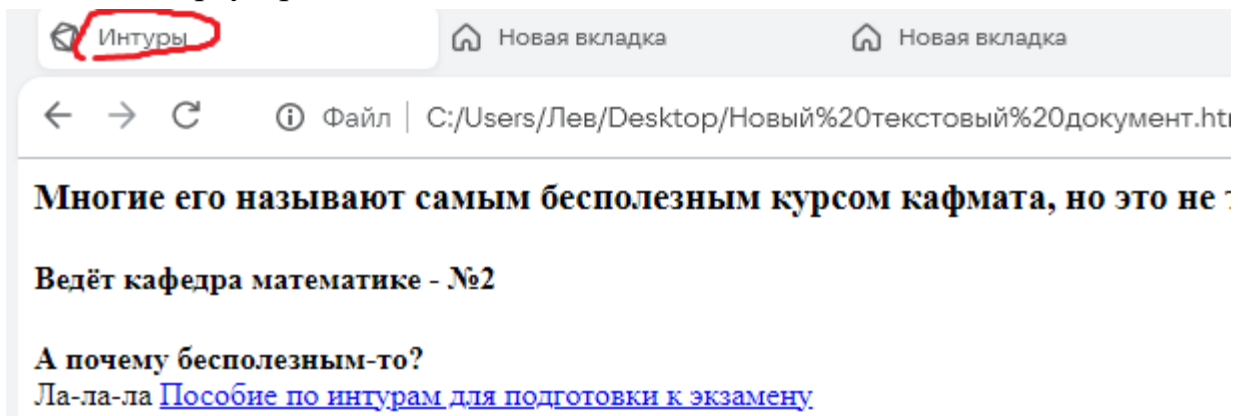 Интуры Новая вкладка Новая вкладка
Файл C:/Users/Лев/Desktop/Новый%20текстовый%20документ.htm
Многие его называют самым бесполезным курсом кафмата, но это не
Ведёт кафедра математике - №2
А почему бесполезным-то?
Ла-ла-ла Пособие по интурам для подготовки к экзамену